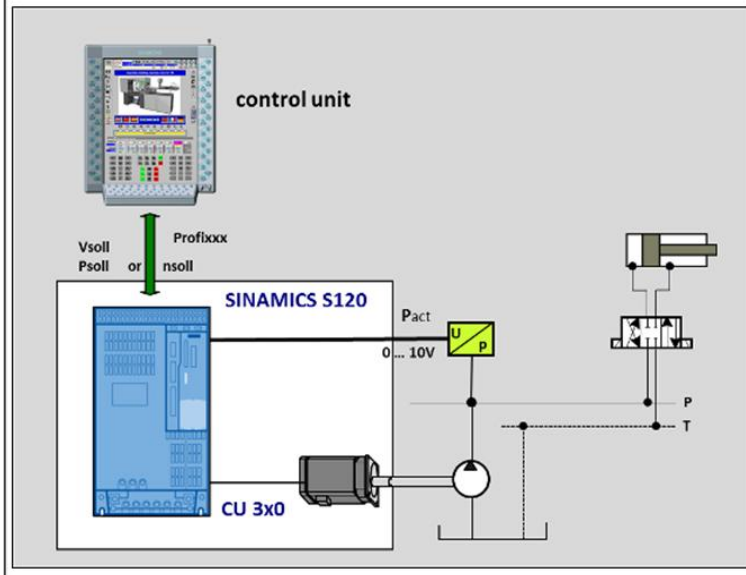 control unit
Profixxx
Vsoll
Psoll or nsoll
SINAMICS S120
Pact
U
P
0 ... 10V
P
T
CU 3x0